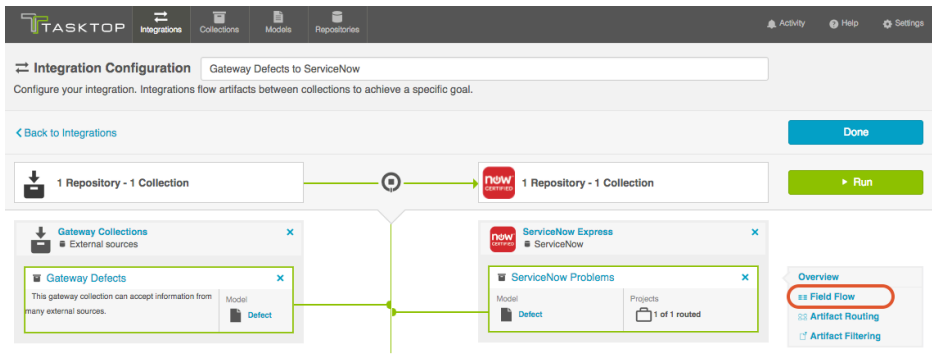 TASKTOP
Integrations
Collections
Models
Repositories
Activity
Help
Settings
Integration Configuration
Gateway Defects to ServiceNow
Configure your integration. Integrations flow artifacts between collections to achieve a specific goal.
Back to Integrations
Done
1 Repository - 1 Collection
now
CERTIFIED
1 Repository - 1 Collection
Run
Gateway Collections
External sources
now
CERTIFIED
ServiceNow Express
ServiceNow
Gateway Defects
This gateway collection can accept information from
many external sources.
Model
Defect
ServiceNow Problems
Model
Defect
Projects
1 of 1 routed
Overview
Field Flow
Artifact Routing
Artifact Filtering